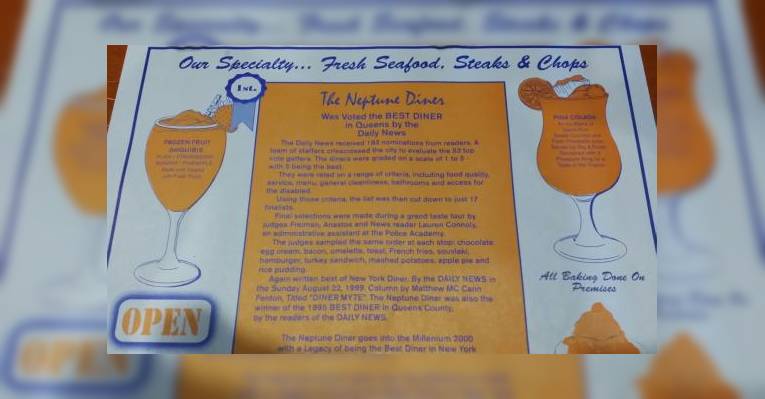 Our Specialty... Fresh Seafood, Steaks & Chops
The Neptune Diner
Was Voted the BEST DINER
in Queens by the
Daily News
The Daily News received 183 nominations from readers. A
team of staffers crisscrossed the city to evaluate the 83 top
vote getters. The diners were graded on a scale of 1 to 5 -
with 5 being the best.
They were rated on a range of criteria, including food quality,
service, menu, general cleanliness, bathrooms and access for
the disabled.
Using those criteria, the list was then cut down to just 17
finalists.
Final selections were made during a grand taste tour by
judges Freiman, Anastos and News reader Lauren Connolly,
an administrative assistant at the Police Academy.
The judges sampled the same order at each stop: chocolate
egg cream, bacon, omelette, toast, French fries, souvlaki,
hamburger, turkey sandwich, mashed potatoes, apple pie and
rice pudding.
Again written best of New York Diner. By the DAILY NEWS in
the Sunday August 22, 1999. Column by Matthew MC Cann
Fenton, Titled "DINER MYTE". The Neptune Diner was also the
winner of the 1995 BEST DINER in Queens County,
by the readers of the DAILY NEWS.
The Neptune Diner goes into the Millenium 2000
with a Legacy of being the Best Diner in New York
1st.
FROZEN FRUIT
DAIQUIRIS
OPEN
PINA COLADA
All Baking Done On
Premises